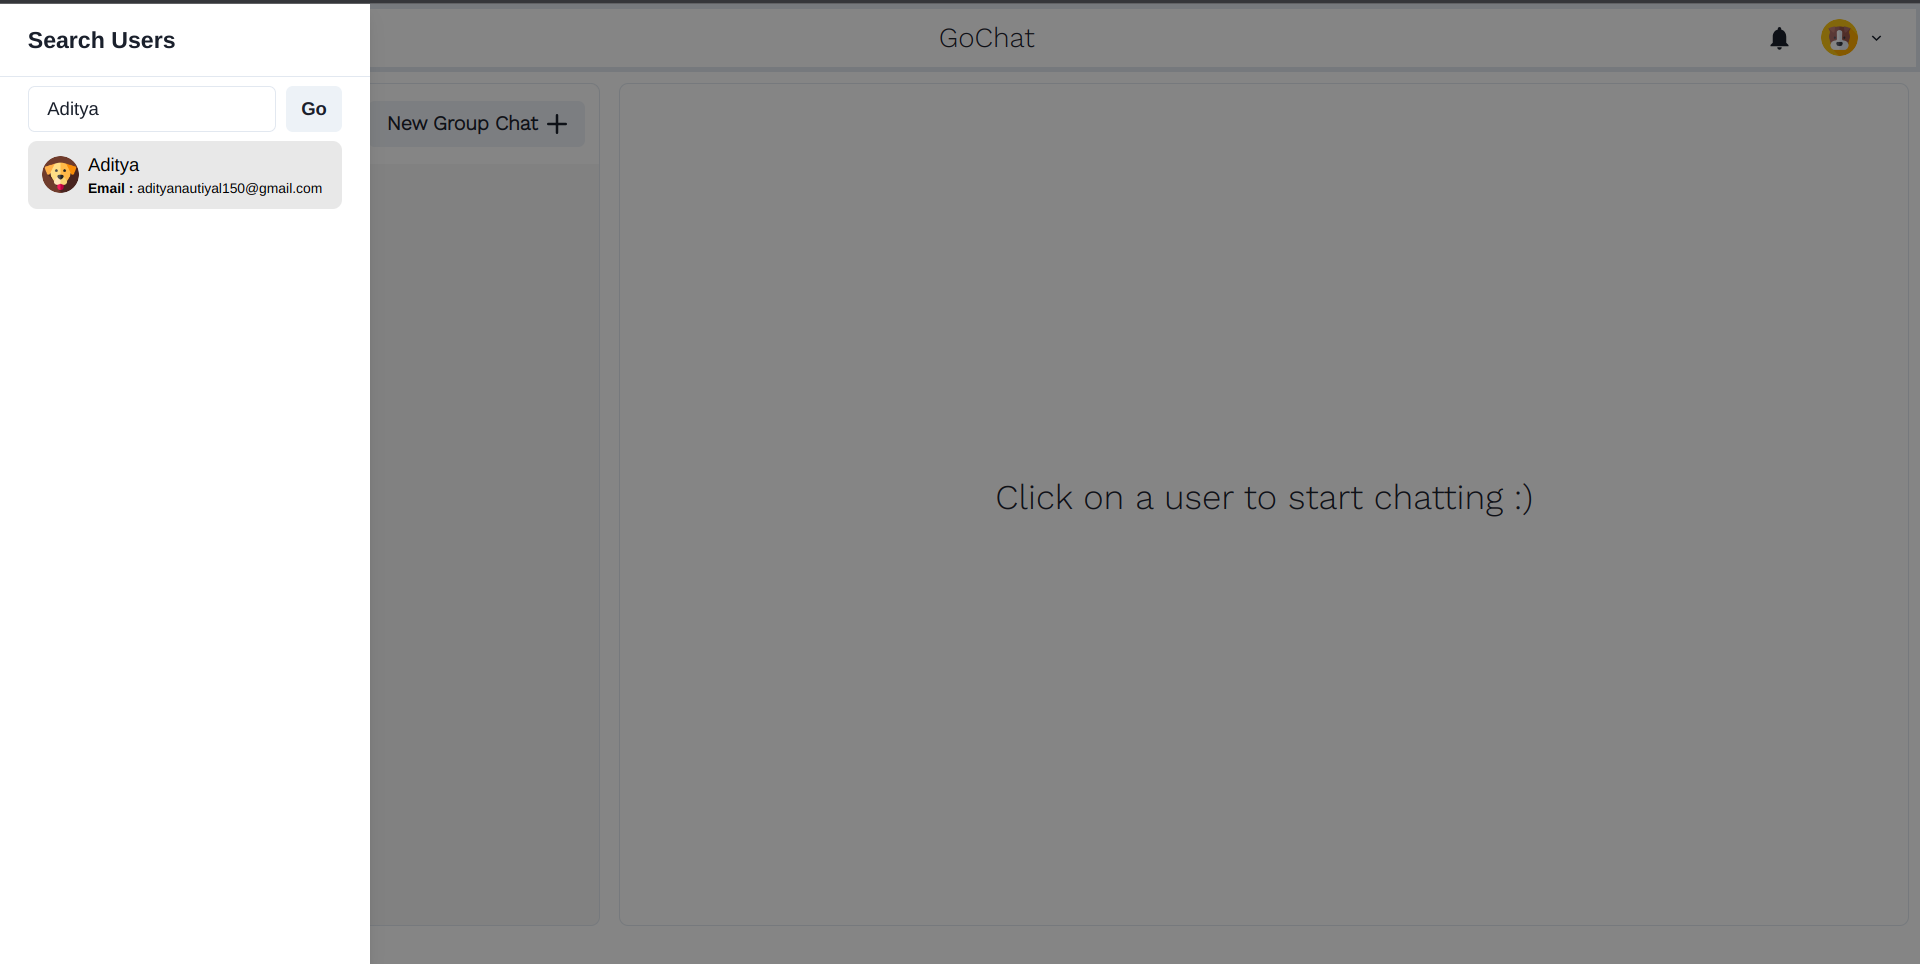 Search Users
GoChat
Aditya
Go
New Group Chat
Aditya
Email : adityanautiyal150@gmail.com
Click on a user to start chatting :)